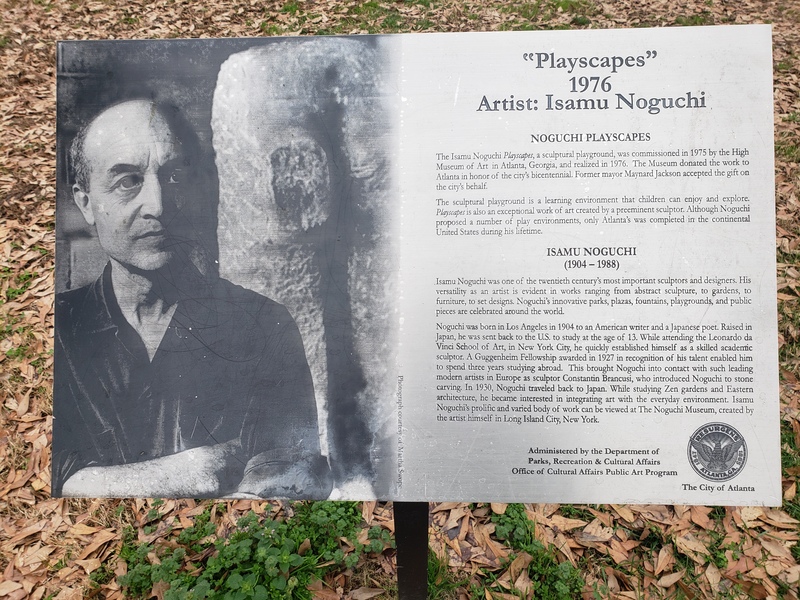 "Playscapes"
1976
Artist: Isamu Noguchi
NOGUCHI PLAYSCAPES
The Isamu Noguchi Playscapes, a sculptural playground, was commissioned in 1975 by the High
Museum of Art in Atlanta, Georgia, and realized in 1976. The Museum donated the work to
Atlanta in honor of the city's bicentennial. Former mayor Maynard Jackson accepted the gift on
the city's behalf.
The sculptural playground is a learning environment that children can enjoy and explore.
Playscapes is also an exceptional work of art created by a preeminent sculptor. Although Noguchi
proposed a number of play environments, only Atlanta's was completed in the continental
United States during his lifetime.
ISAMU NOGUCHI
(1904 – 1988)
Isamu Noguchi was one of the twentieth century's most important sculptors and designers. His
versatility as an artist is evident in works ranging from abstract sculpture, to gardens, to
furniture, to set designs. Noguchi's innovative parks, plazas, fountains, playgrounds, and public
pieces are celebrated around the world.
Noguchi was born in Los Angeles in 1904 to an American writer and a Japanese poet. Raised in
Japan, he was sent back to the U.S. to study at the age of 13. While attending the Leonardo da
Vinci School of Art, in New York City, he quickly established himself as a skilled academic
sculptor. A Guggenheim Fellowship awarded in 1927 in recognition of his talent enabled him
to spend three years studying abroad. This brought Noguchi into contact with such leading
modern artists in Europe as sculptor Constantin Brancusi, who introduced Noguchi to stone
carving. In 1930, Noguchi traveled back to Japan. While studying Zen gardens and Eastern
architecture, he became interested in integrating art with the everyday environment. Isamu
Noguchi's prolific and varied body of work can be viewed at The Noguchi Museum, created by
the artist himself in Long Island City, New York.
Photograph courtesy of
Administered by the Department of
Parks, Recreation & Cultural Affairs
Office of Cultural Affairs Public Art Program
RESURGENS
ATLANTA, GA
The City of Atlanta